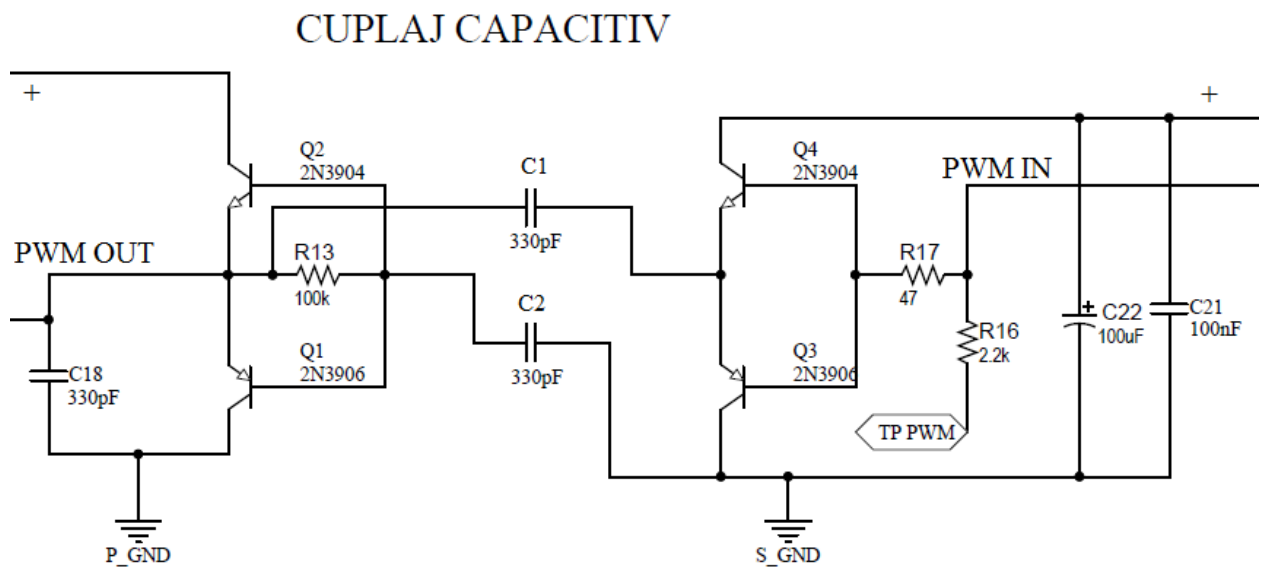 CUPLAJ CAPACITIV
+
+
Q2
2N3904
C1
330pF
Q4
2N3904
PWM IN
PWM OUT
R13
100k
R17
47
C2
330pF
R16
2.2k
+
C22
100uF
C21
100nF
C18
330pF
Q1
2N3906
Q3
2N3906
TP PWM
P_GND
S_GND